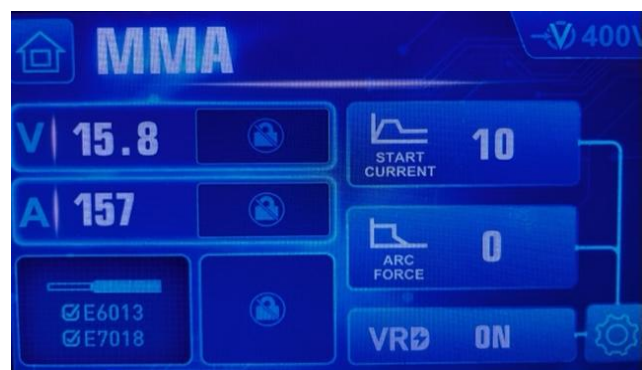 MMA
400V
V 15.8
A 157
E6013
E7018
START
CURRENT
10
ARC
FORCE
0
VRD ON